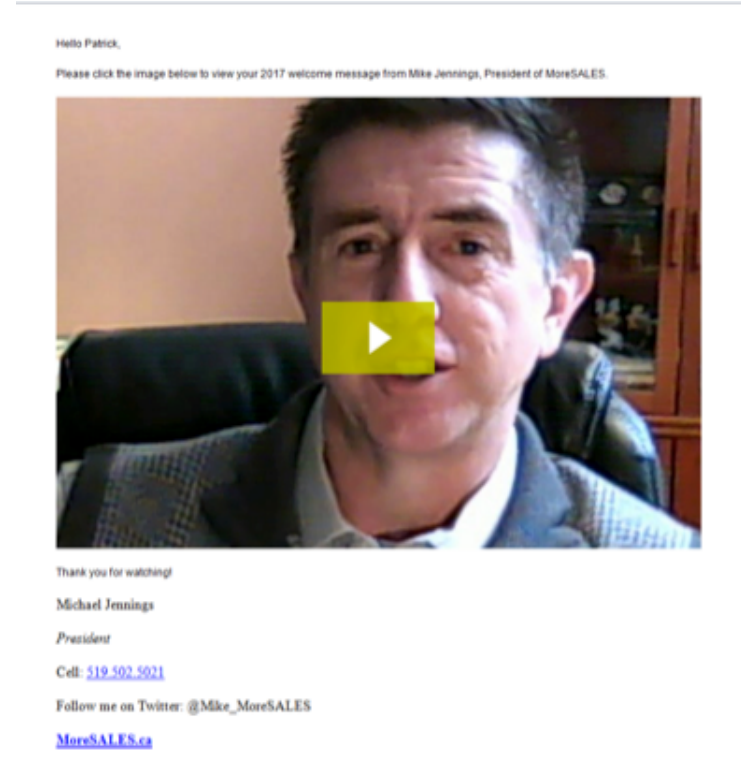 Hello Patrick,
Please click the image below to view your 2017 welcome message from Mike Jennings, President of MoreSALES.
Thank you for watching!
Michael Jennings
President
Cell: 519.502.5021
Follow me on Twitter: @Mike_MoreSALES
MoreSALES.ca